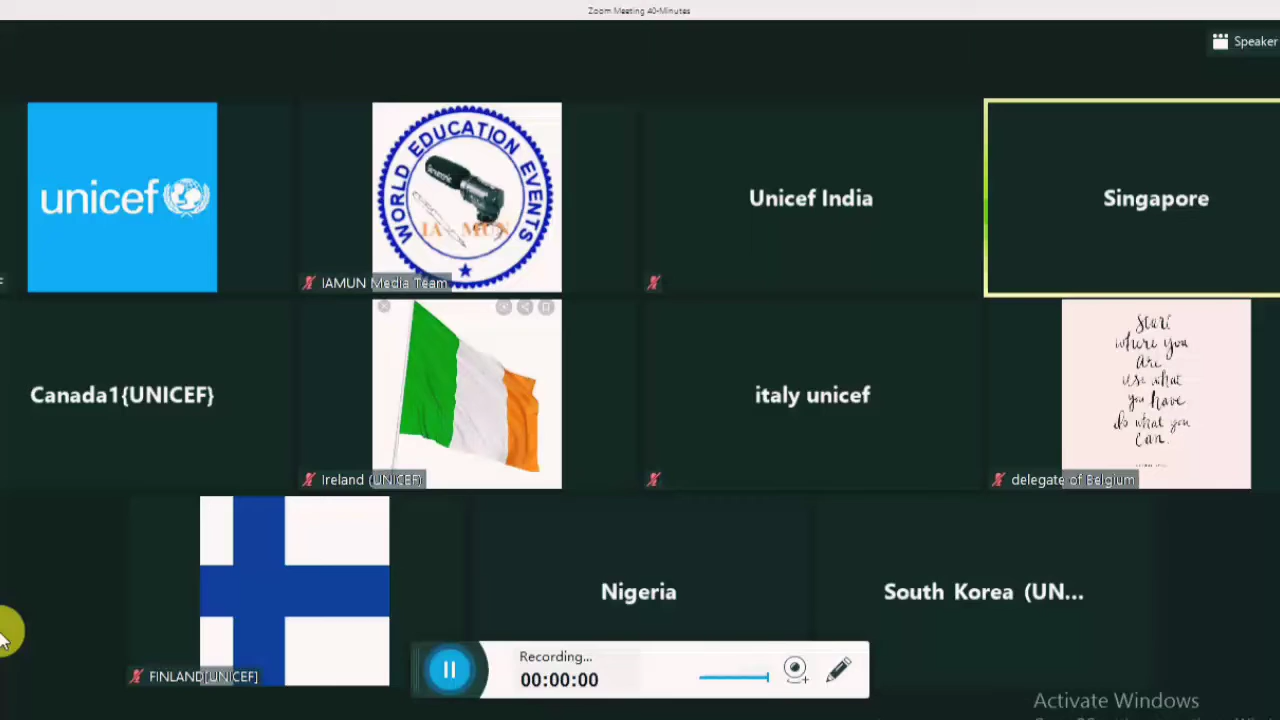 Zoom Meeting 40-Minutes
Speaker
unicef
WORLD EDUCATION EVENTS
IA MUN
IAMUN Media Team
Unicef India
Singapore
Canada1{UNICEF}
Ireland (UNICEF)
italy unicef
start
where you
are
use what
you have
do what you
can.
delegate of Belgium
FINLAND[UNICEF]
Nigeria
South Korea (UN...
Recording...
00:00:00
Activate Windows